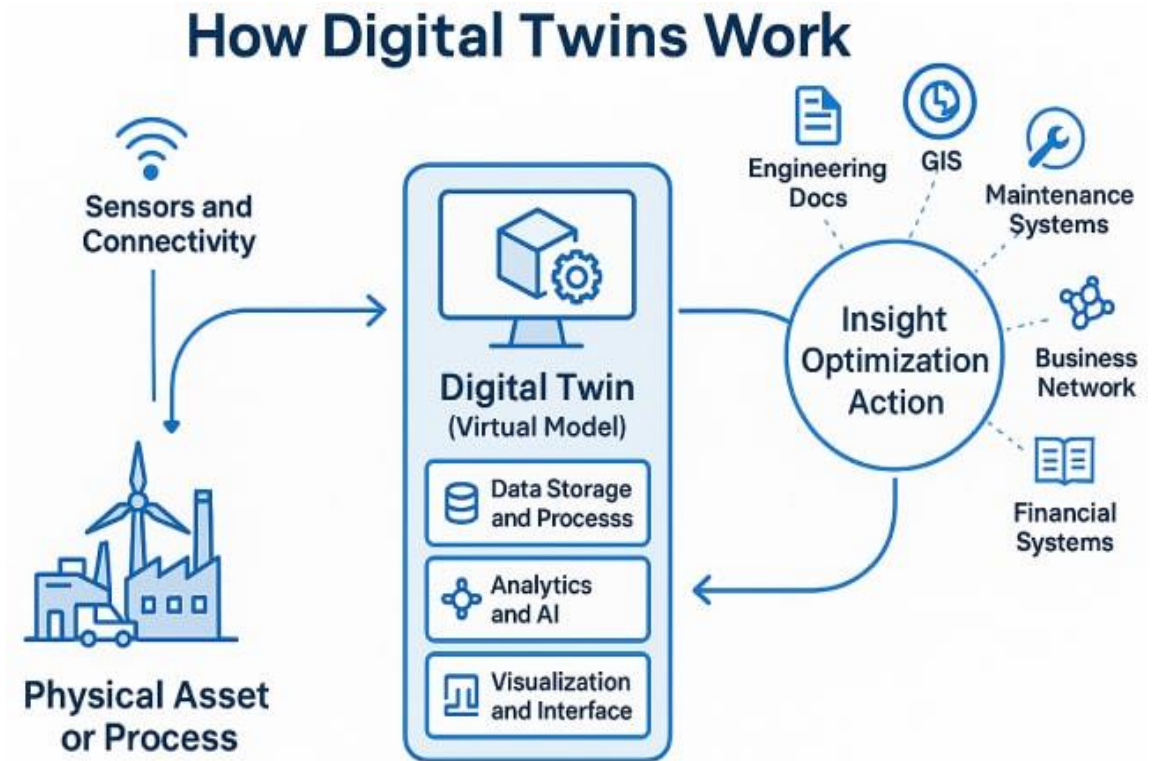 How Digital Twins Work
Sensors and
Connectivity
Physical Asset
or Process
Digital Twin
(Virtual Model)
Data Storage
and Processs
Analytics
and AI
Visualization
and Interface
Insight
Optimization
Action
Engineering
Docs
GIS
Maintenance
Systems
Business
Network
Financial
Systems